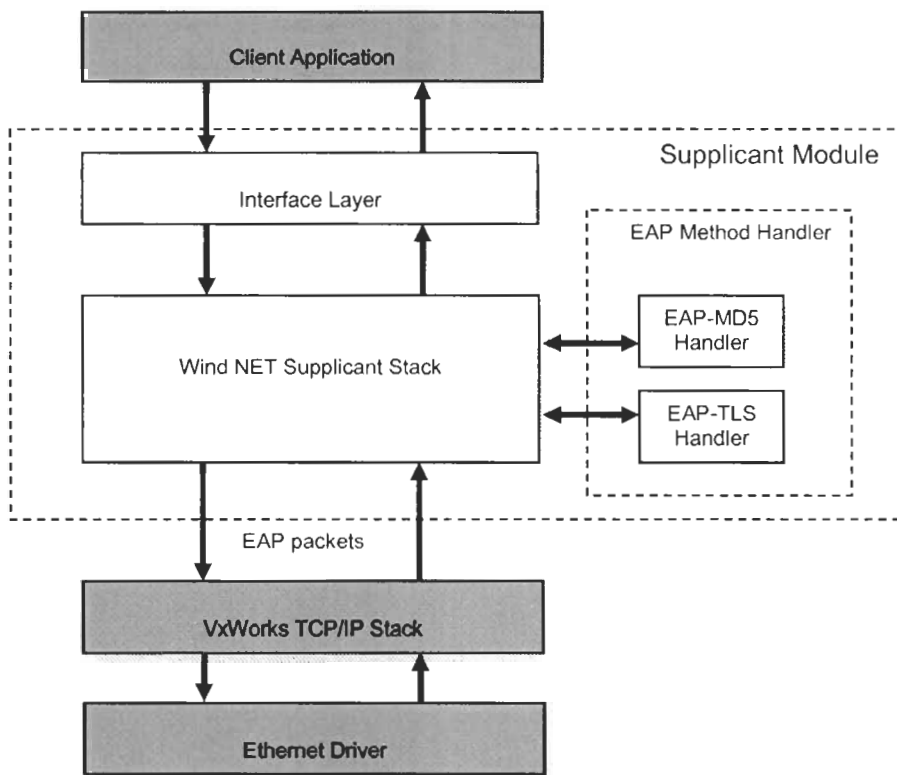 Client Application
Supplicant Module
Interface Layer
EAP Method Handler
EAP-MD5
Handler
Wind NET Supplicant Stack
EAP-TLS
Handler
EAP packets
VxWorks TCP/IP Stack
Ethernet Driver